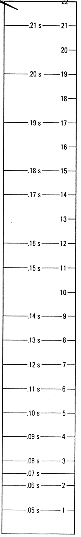 22
.21 s 21
20
.20 s 19
18
.19 s 17
16
.18 s 15
.17 s 14
13
.16 s 12
.15 s 11
10
.14 s 9
.13 s 8
.12 s 7
.11 s 6
.10 s 5
.09 s 4
.08 s 3
.07 s
.06 s 2
.05 s 1